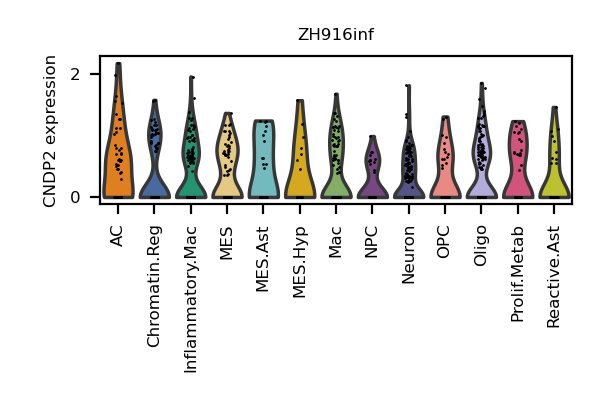 ZH916inf
CNDP2 expression
2
0
AC
Chromatin.Reg
Inflammatory.Mac
MES
MES.Ast
MES.Hyp
Mac
NPC
Neuron
OPC
Oligo
Prolif.Metab
Reactive.Ast